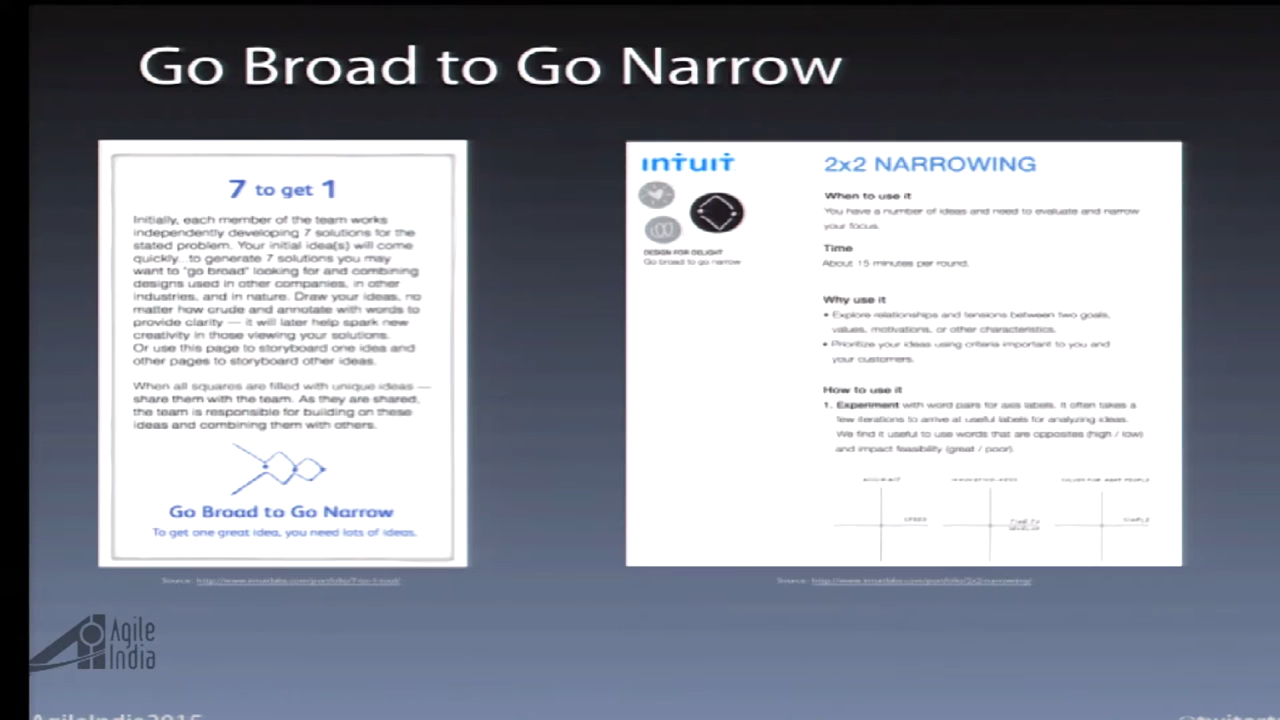 Go Broad to Go Narrow
7 to get 1
Initially, each member of the team works
independently developing 7 solutions for the
stated problem. Your initial idea(s) will come
quickly...to generate 7 solutions you may
want to "go broad" looking for and combining
designs used in other companies, in other
industries, and in nature. Draw your ideas, no
matter how crude and annotate with words to
provide clarity — it will later help spark new
creativity in those viewing your solutions.
Or use this page to storyboard one idea and
other pages to storyboard other ideas.
When all squares are filled with unique ideas —
share them with the team. As they are shared,
the team is responsible for building on these
ideas and combining them with others.
Go Broad to Go Narrow
To get one great idea, you need lots of ideas.
Source:
intuit
DESIGN FOR DELIGHT
Go broad to go narrow
2x2 NARROWING
When to use it
You have a number of ideas and need to evaluate and narrow
your focus.
Time
About 15 minutes per round.
Why use it
• Explore relationships and tensions between two goals,
values, motivations, or other characteristics.
• Prioritize your ideas using criteria important to you and
your customers.
How to use it
1. Experiment with word pairs for axis labels. It often takes a
few iterations to arrive at useful labels for analyzing ideas.
We find it useful to use words that are opposites (high / low)
and impact feasibility (great / poor).
SPEED
SIMPLE
Source:
Agile
India